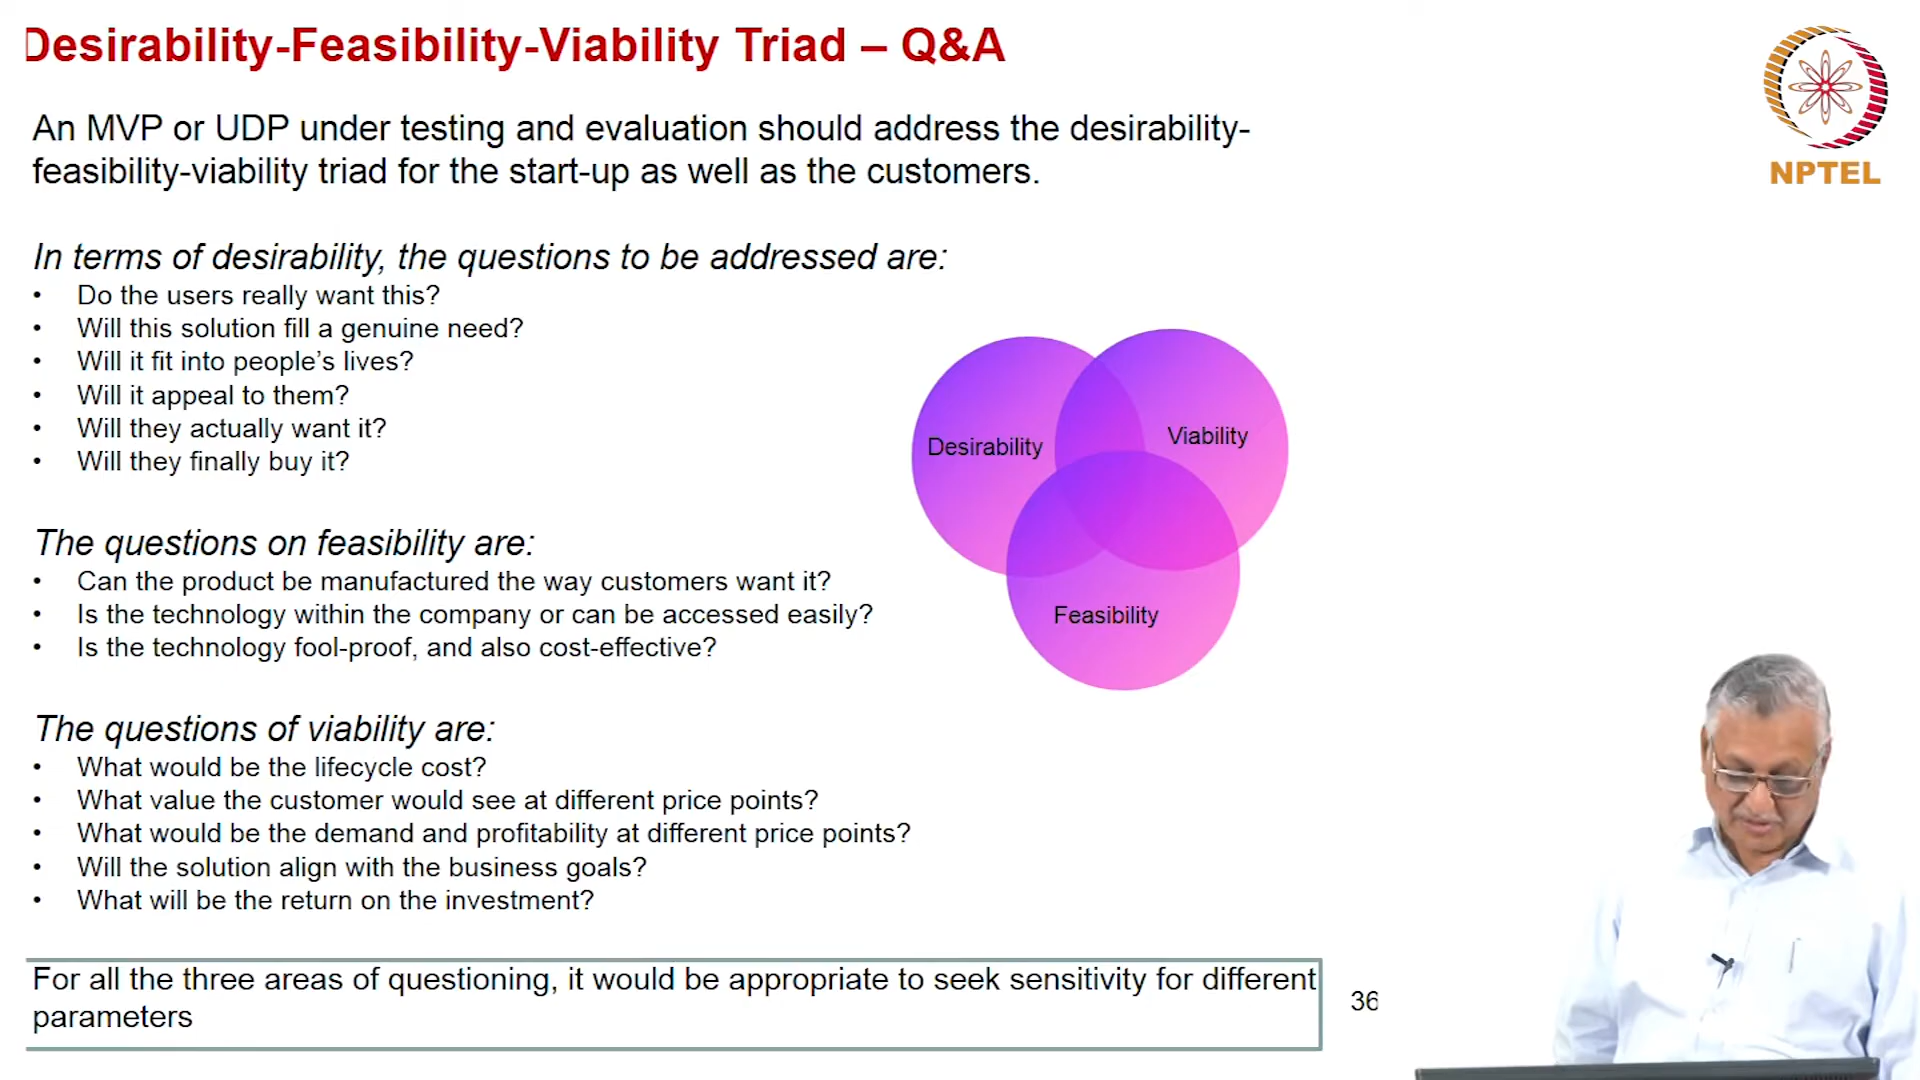 Desirability-Feasibility-Viability Triad – Q&A
NPTEL
An MVP or UDP under testing and evaluation should address the desirability-
feasibility-viability triad for the start-up as well as the customers.
In terms of desirability, the questions to be addressed are:
• Do the users really want this?
• Will this solution fill a genuine need?
• Will it fit into people’s lives?
• Will it appeal to them?
• Will they actually want it?
• Will they finally buy it?
Desirability
Viability
Feasibility
The questions on feasibility are:
• Can the product be manufactured the way customers want it?
• Is the technology within the company or can be accessed easily?
• Is the technology fool-proof, and also cost-effective?
The questions of viability are:
• What would be the lifecycle cost?
• What value the customer would see at different price points?
• What would be the demand and profitability at different price points?
• Will the solution align with the business goals?
• What will be the return on the investment?
For all the three areas of questioning, it would be appropriate to seek sensitivity for different
parameters
36